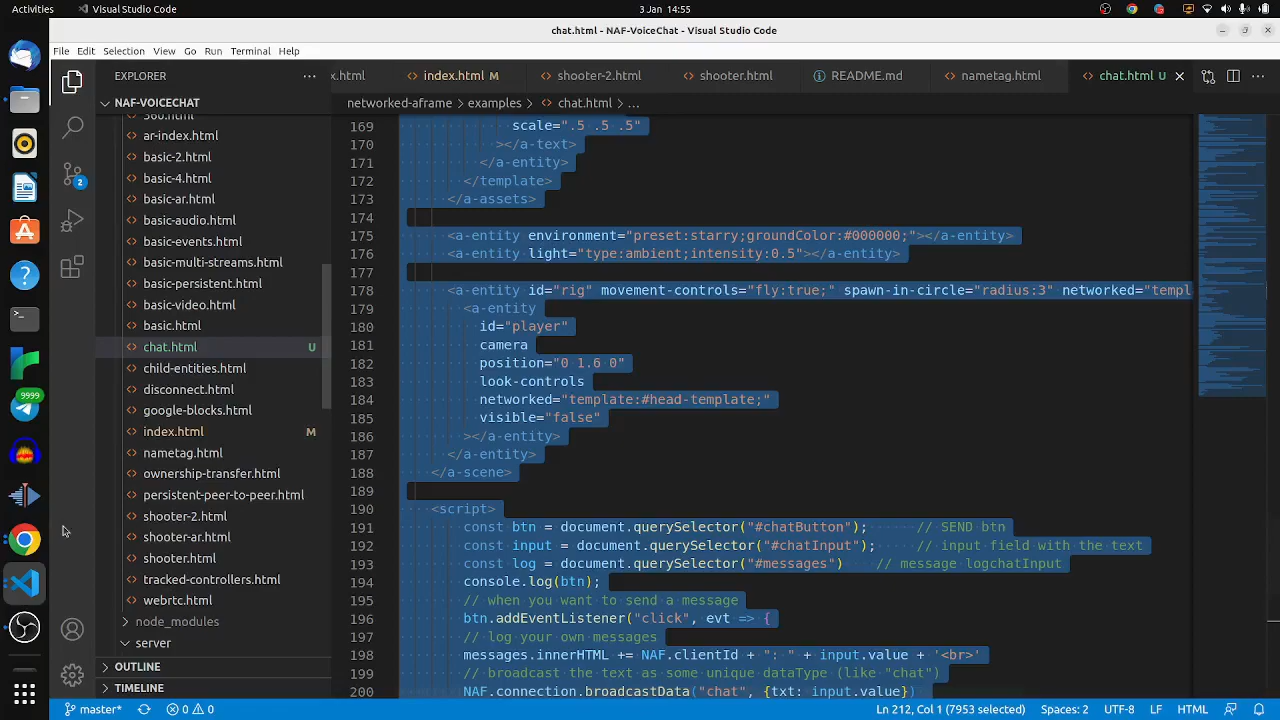 Activities
Visual Studio Code
3 Jan 14:55
chat.html - NAF-VoiceChat - Visual Studio Code
File Edit Selection View Go Run Terminal Help
EXPLORER
x.html
index.html M
shooter-2.html
shooter.html
README.md
nametag.html
chat.html U
NAF-VOICECHAT
networked-aframe > examples > chat.html > ...
360.html
ar-index.html
basic-2.html
basic-4.html
basic-ar.html
basic-audio.html
basic-events.html
basic-multi-streams.html
basic-persistent.html
basic-video.html
basic.html
chat.html U
child-entities.html
disconnect.html
google-blocks.html
index.html M
nametag.html
ownership-transfer.html
persistent-peer-to-peer.html
shooter-2.html
shooter-ar.html
shooter.html
tracked-controllers.html
webrtc.html
node_modules
server
OUTLINE
TIMELINE
2
9999
169 scale=".5 .5 .5"
170 ></a-text>
171 </a-entity>
172 </template>
173 </a-assets>
174
175 <a-entity environment="preset:starry;groundColor:#000000;"></a-entity>
176 <a-entity light="type:ambient;intensity:0.5"></a-entity>
177
178 <a-entity id="rig" movement-controls="fly:true;" spawn-in-circle="radius:3" networked="templ
179 <a-entity
180 id="player"
181 camera
182 position="0 1.6 0"
183 look-controls
184 networked="template:#head-template;"
185 visible="false"
186 ></a-entity>
187 </a-entity>
188 </a-scene>
189
190 <script>
191 const btn = document.querySelector("#chatButton"); // SEND btn
192 const input = document.querySelector("#chatInput"); // input field with the text
193 const log = document.querySelector("#messages") // message logchatInput
194 console.log(btn);
195 // when you want to send a message
196 btn.addEventListener("click", evt => {
197 // log your own messages
198 messages.innerHTML += NAF.clientId + ": " + input.value + '<br>'
199 // broadcast the text as some unique dataType (like "chat")
200 NAF.connection.broadcastData("chat", {txt: input.value})
master*
0 0
Ln 212, Col 1 (7953 selected)
Spaces: 2
UTF-8
LF
HTML